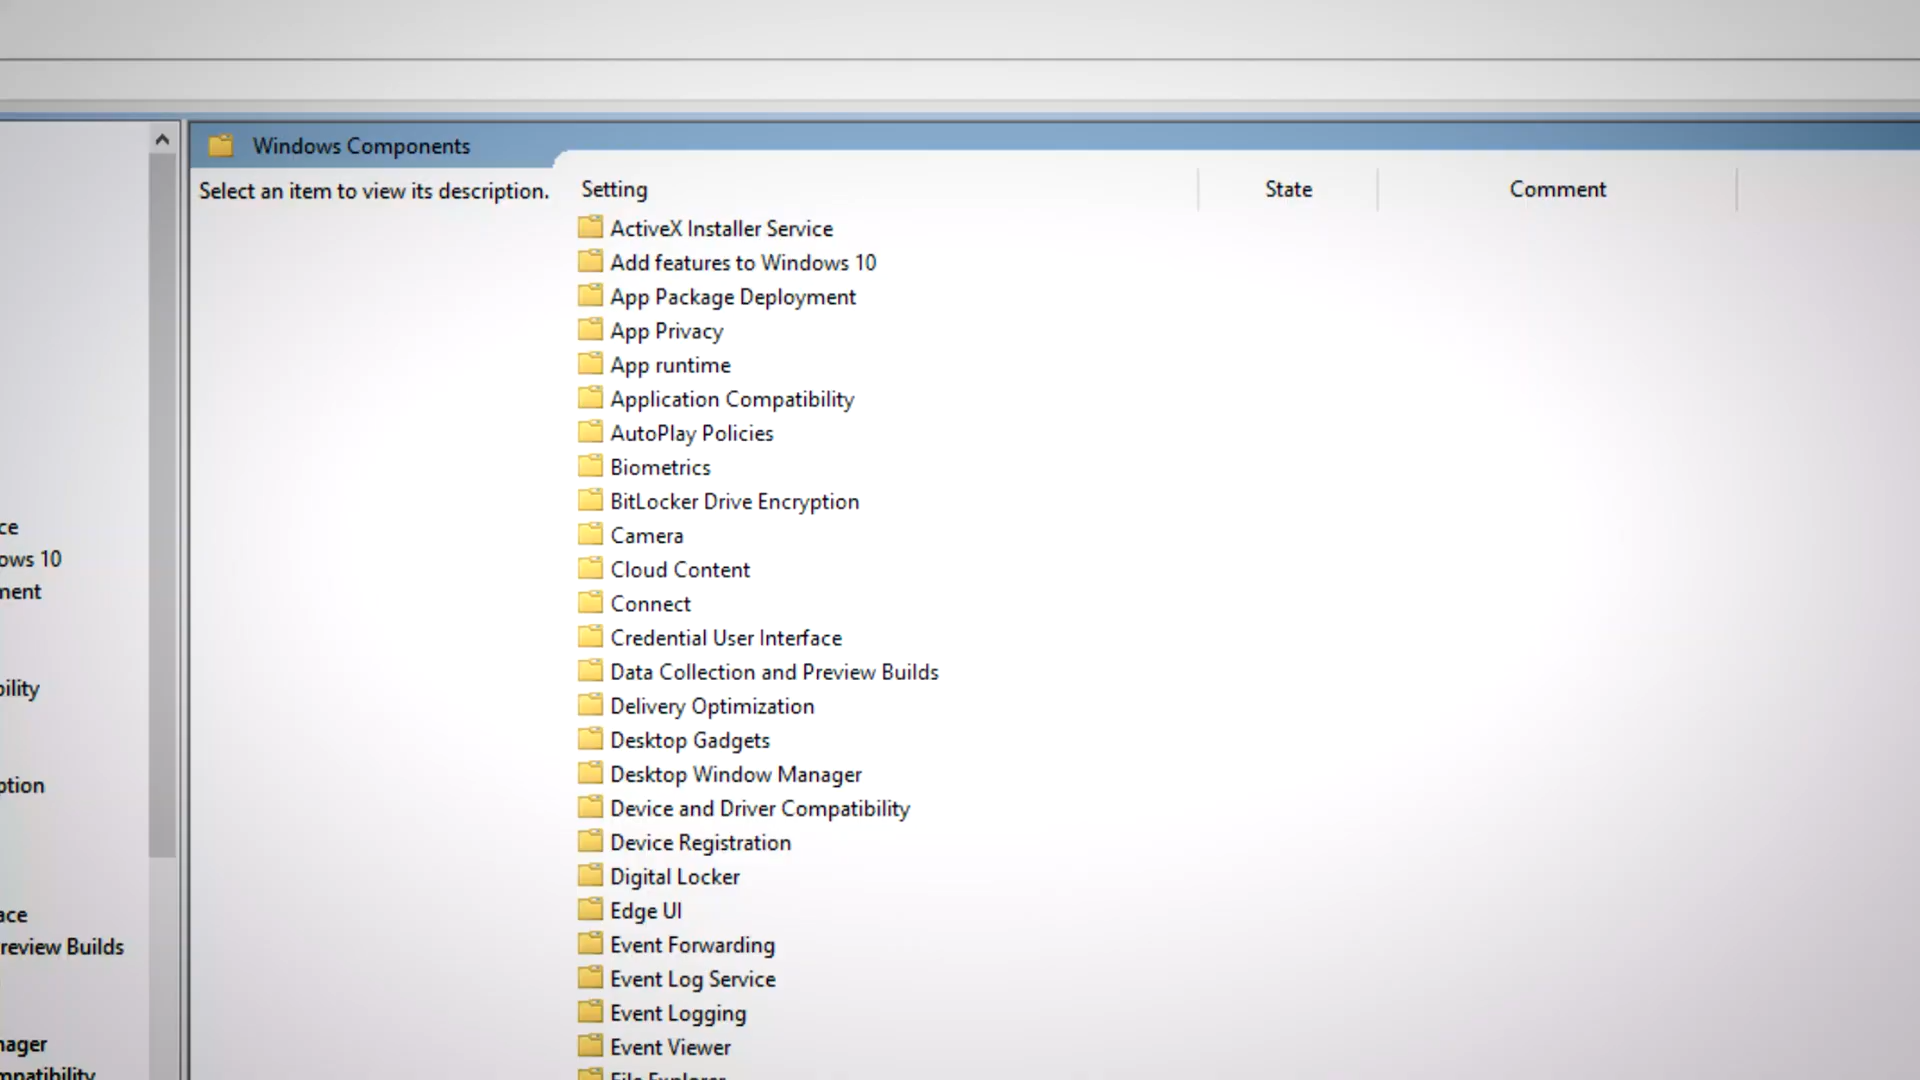 Windows Components
Select an item to view its description.
Setting State Comment
ActiveX Installer Service
Add features to Windows 10
App Package Deployment
App Privacy
App runtime
Application Compatibility
AutoPlay Policies
Biometrics
BitLocker Drive Encryption
Camera
Cloud Content
Connect
Credential User Interface
Data Collection and Preview Builds
Delivery Optimization
Desktop Gadgets
Desktop Window Manager
Device and Driver Compatibility
Device Registration
Digital Locker
Edge UI
Event Forwarding
Event Log Service
Event Logging
Event Viewer
File Explorer
ce
ows 10
ment
bility
ption
ace
review Builds
nager
mpatibility